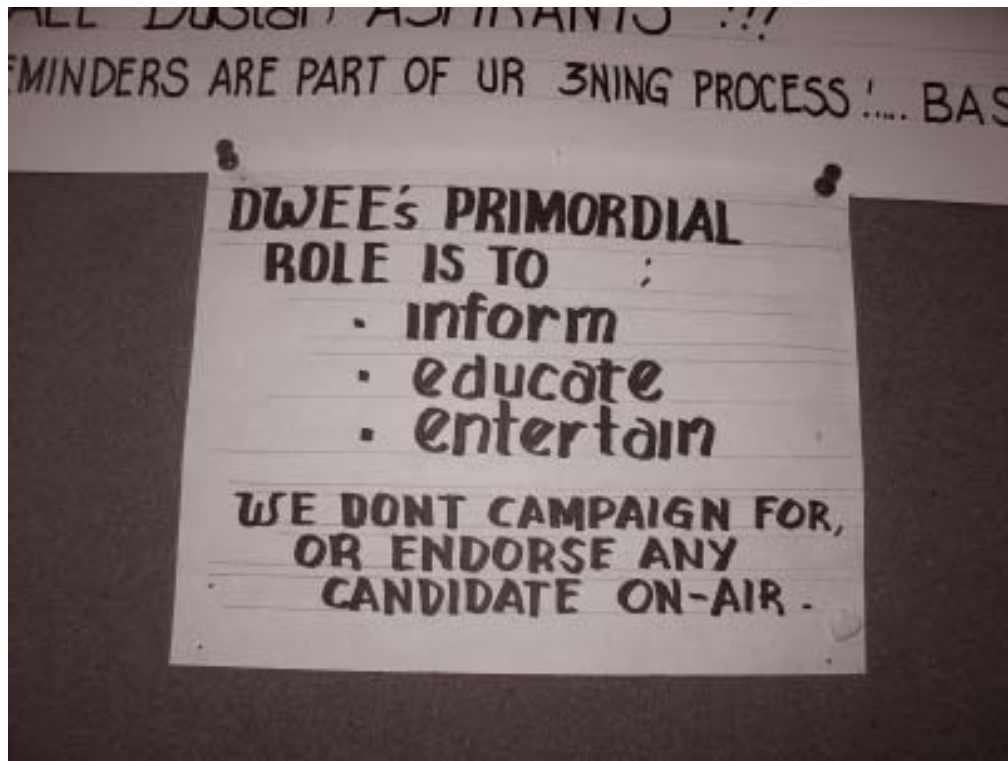 ASPIRANTS !!!
EMINDERS ARE PART OF UR 3NING PROCESS !.... BAS
DWEE's PRIMORDIAL
ROLE IS TO :
. inform
. educate
. entertain
WE DONT CAMPAIGN FOR,
OR ENDORSE ANY
CANDIDATE ON-AIR.